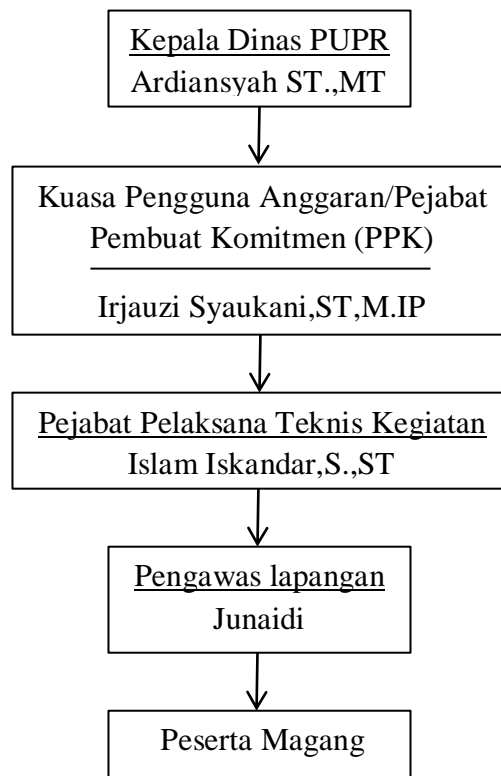 Kepala Dinas PUPR
Ardiansyah ST.,MT
Kuasa Pengguna Anggaran/Pejabat
Pembuat Komitmen (PPK)
Irjauzi Syaukani,ST,M.IP
Pejabat Pelaksana Teknis Kegiatan
Islam Iskandar,S.,ST
Pengawas lapangan
Junaidi
Peserta Magang